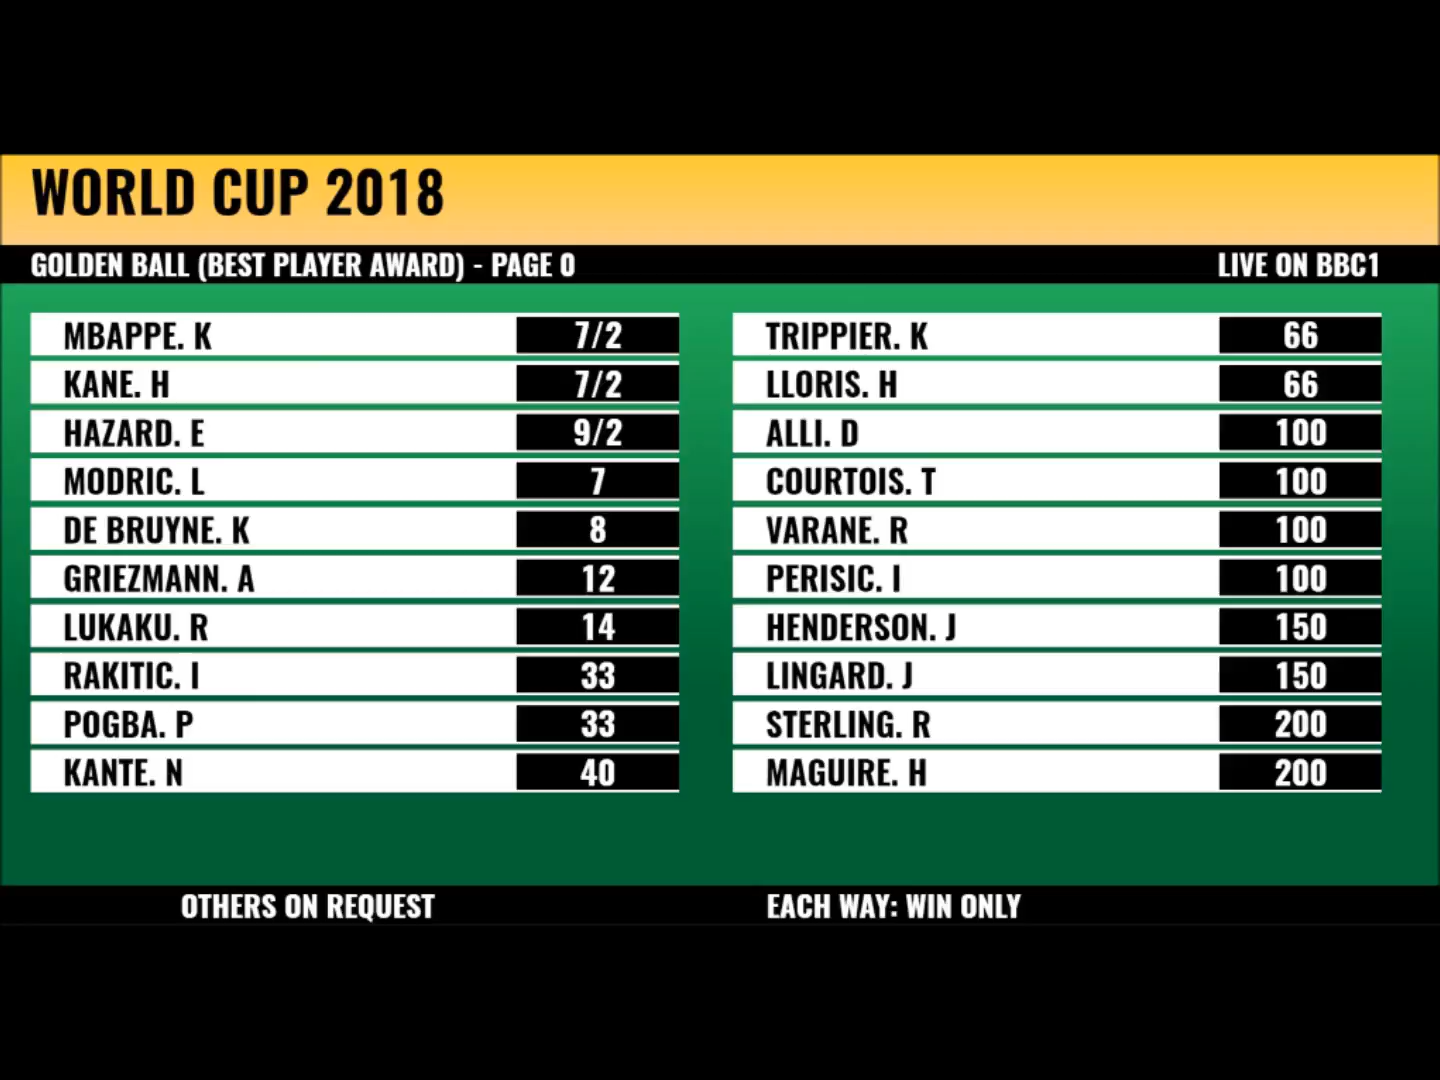 WORLD CUP 2018
GOLDEN BALL (BEST PLAYER AWARD) - PAGE 0 LIVE ON BBC1
MBAPPE. K 7/2
KANE. H 7/2
HAZARD. E 9/2
MODRIC. L 7
DE BRUYNE. K 8
GRIEZMANN. A 12
LUKAKU. R 14
RAKITIC. I 33
POGBA. P 33
KANTE. N 40
TRIPPIER. K 66
LLORIS. H 66
ALLI. D 100
COURTOIS. T 100
VARANE. R 100
PERISIC. I 100
HENDERSON. J 150
LINGARD. J 150
STERLING. R 200
MAGUIRE. H 200
OTHERS ON REQUEST EACH WAY: WIN ONLY